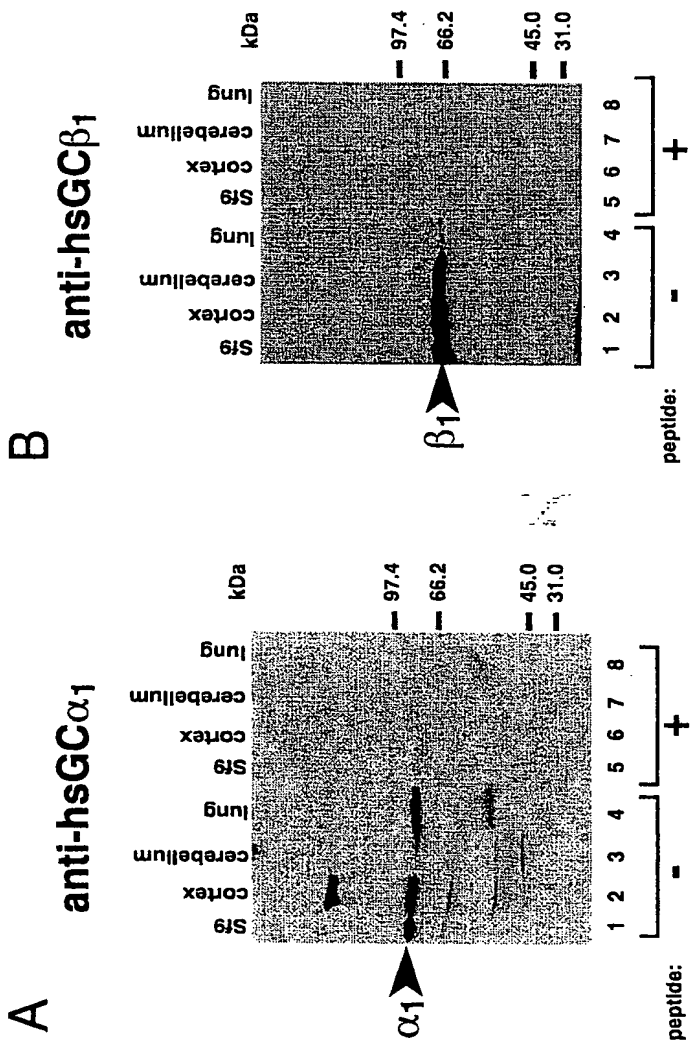 A
anti-hsGCα1
Sf9 cortex cerebellum lung Sf9 cortex cerebellum lung kDa
97.4
66.2
45.0
31.0
α1
1 2 3 4 5 6 7 8
peptide: - +
B
anti-hsGCβ1
Sf9 cortex cerebellum lung Sf9 cortex cerebellum lung kDa
97.4
66.2
45.0
31.0
β1
1 2 3 4 5 6 7 8
peptide: - +